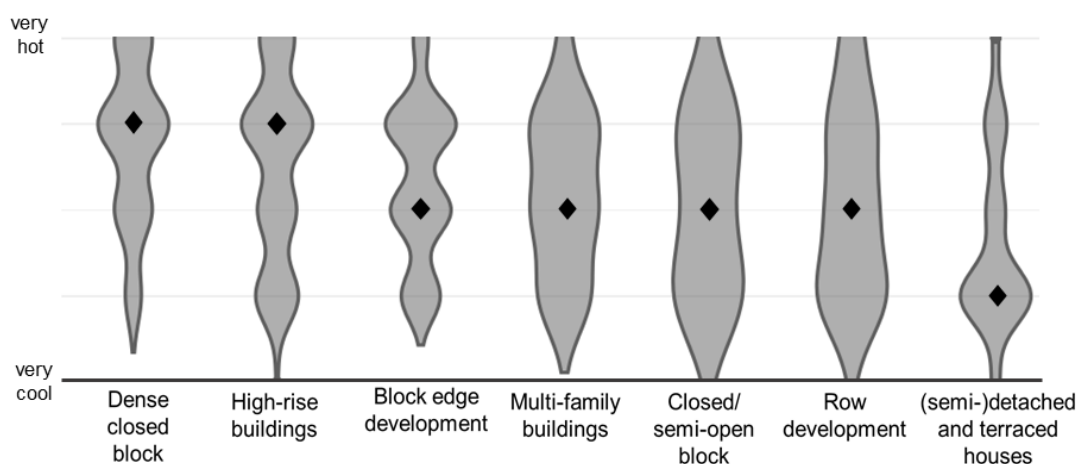 very
hot
very
cool
Dense
closed
block
High-rise
buildings
Block edge
development
Multi-family
buildings
Closed/
semi-open
block
Row
development
(semi-)detached
and terraced
houses